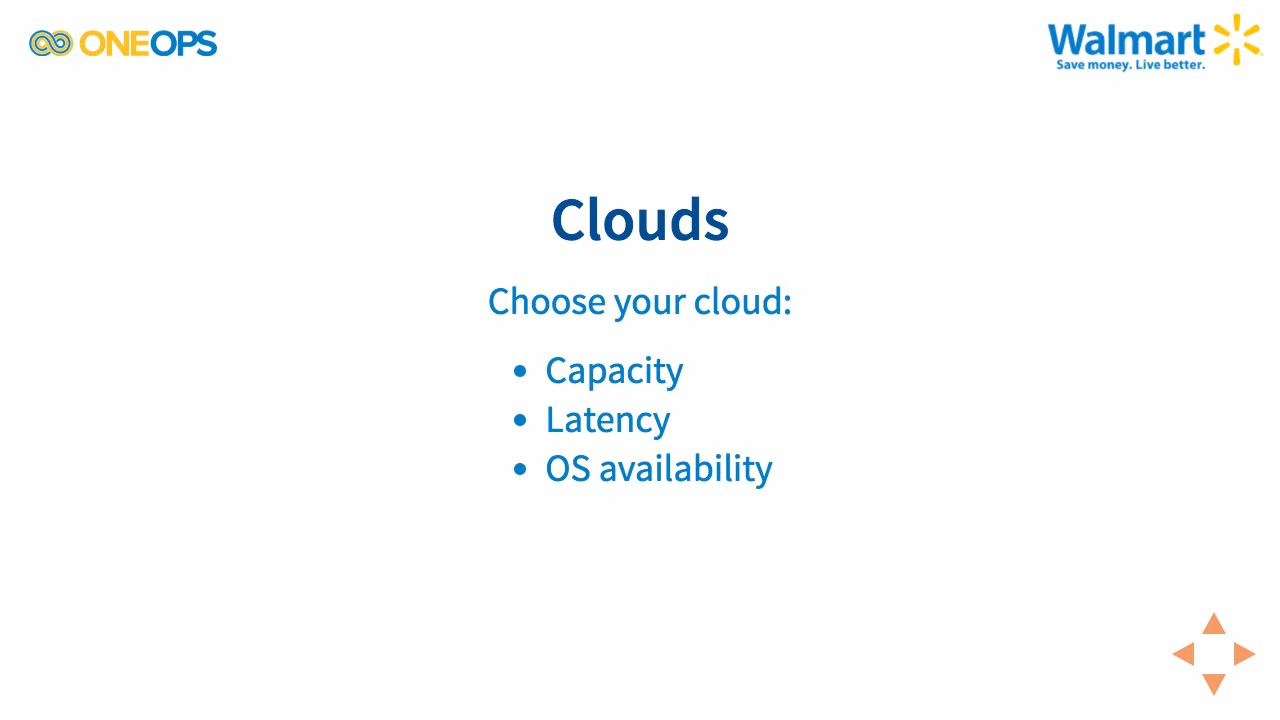 ONEOPS
Walmart
Save money. Live better.
Clouds
Choose your cloud:
• Capacity
• Latency
• OS availability